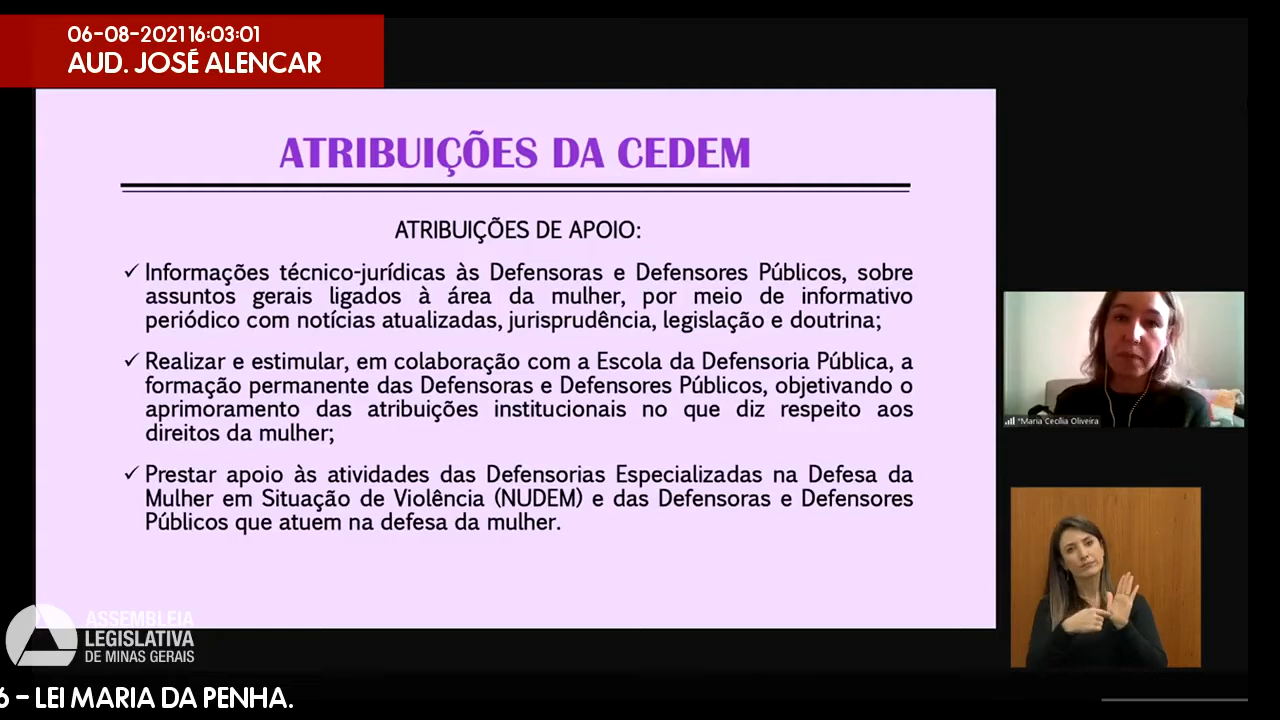 06-08-2021 16:03:01
AUD. JOSÉ ALENCAR
ATRIBUIÇÕES DA CEDEM
ATRIBUIÇÕES DE APOIO:
✓ Informações técnico-jurídicas às Defensoras e Defensores Públicos, sobre
assuntos gerais ligados à área da mulher, por meio de informativo
periódico com notícias atualizadas, jurisprudência, legislação e doutrina;
✓ Realizar e estimular, em colaboração com a Escola da Defensoria Pública, a
formação permanente das Defensoras e Defensores Públicos, objetivando o
aprimoramento das atribuições institucionais no que diz respeito aos
direitos da mulher;
✓ Prestar apoio às atividades das Defensorias Especializadas na Defesa da
Mulher em Situação de Violência (NUDEM) e das Defensoras e Defensores
Públicos que atuem na defesa da mulher.
*Maria Cecília Oliveira
ASSEMBLEIA
LEGISLATIVA
DE MINAS GERAIS
6 – LEI MARIA DA PENHA.